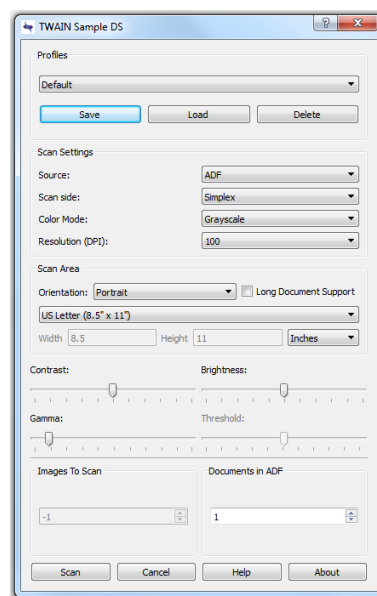 TWAIN Sample DS
Profiles
Default
Save Load Delete
Scan Settings
Source: ADF
Scan side: Simplex
Color Mode: Grayscale
Resolution (DPI): 100
Scan Area
Orientation: Portrait Long Document Support
US Letter (8.5" x 11")
Width 8.5 Height 11 Inches
Contrast: Brightness:
Gamma: Threshold:
Images To Scan Documents in ADF
-1 1
Scan Cancel Help About